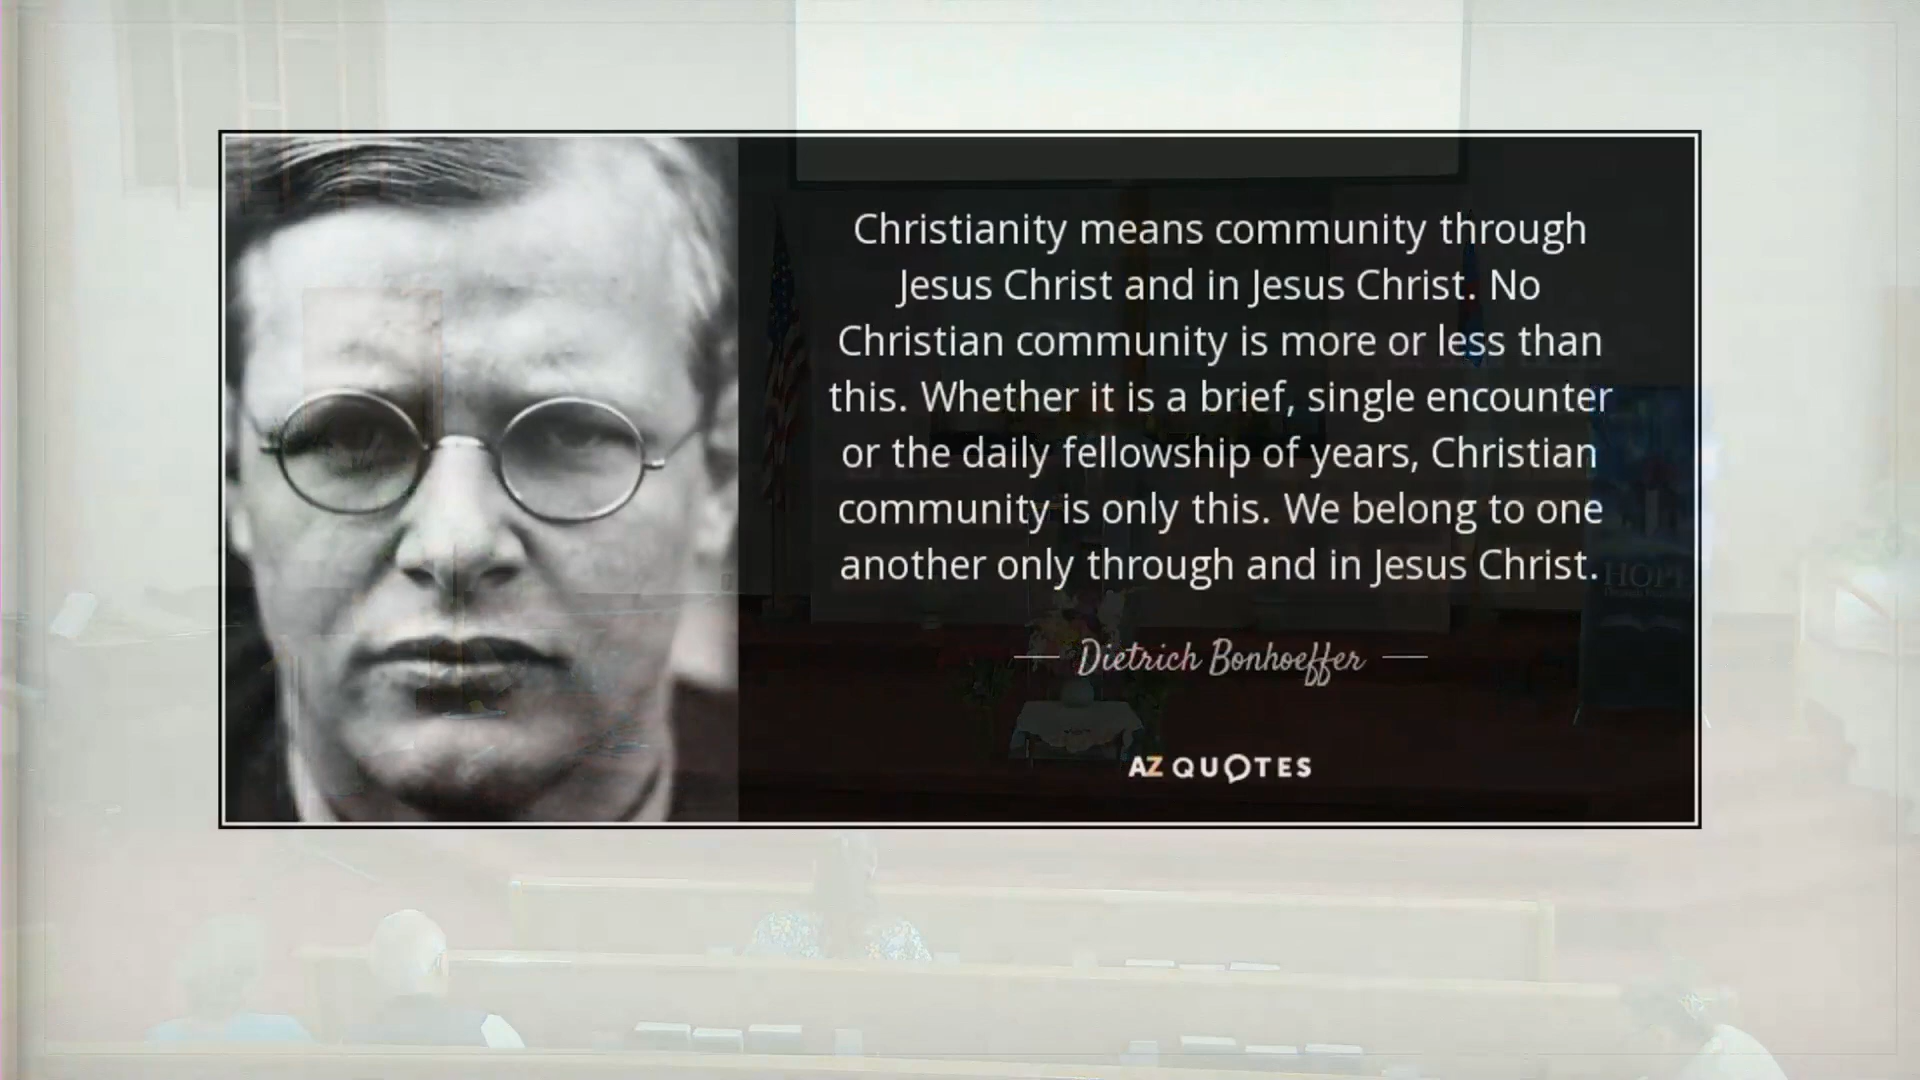 Christianity means community through
Jesus Christ and in Jesus Christ. No
Christian community is more or less than
this. Whether it is a brief, single encounter
or the daily fellowship of years, Christian
community is only this. We belong to one
another only through and in Jesus Christ.
— Dietrich Bonhoeffer —
AZ QUOTES
HOPE